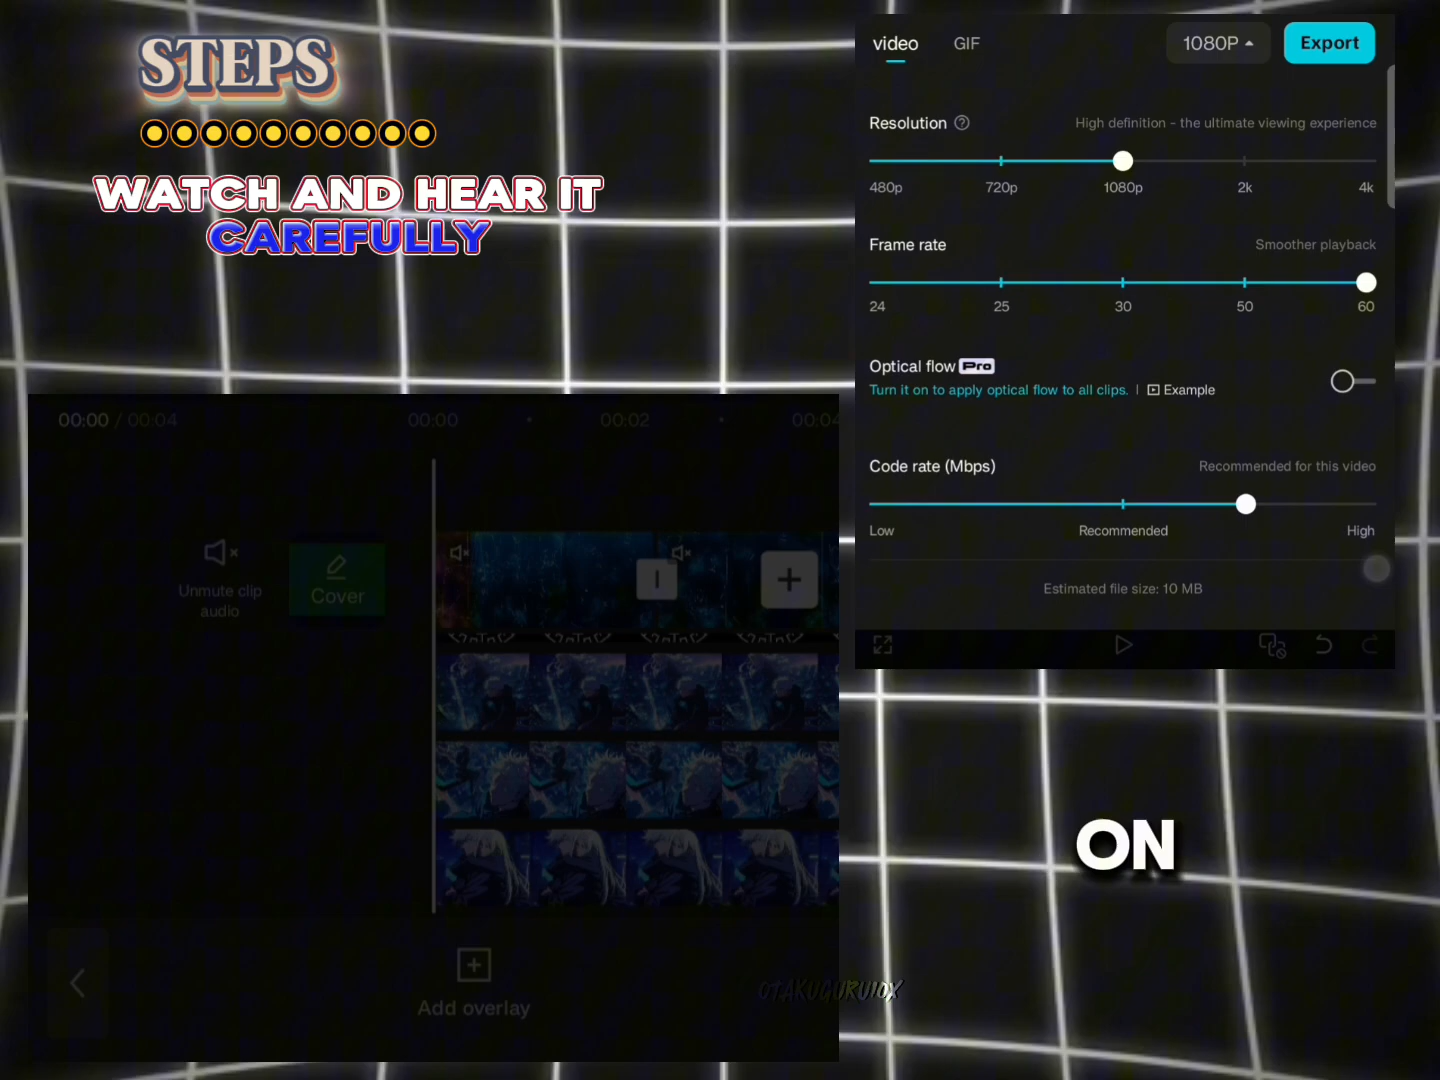 STEPS
WATCH AND HEAR IT
CAREFULLY
video GIF 1080P Export
Resolution High definition - the ultimate viewing experience
480p 720p 1080p 2k 4k
Frame rate Smoother playback
24 25 30 50 60
Optical flow Pro
Turn it on to apply optical flow to all clips. | Example
Code rate (Mbps) Recommended for this video
Low Recommended High
Estimated file size: 10 MB
00:00 / 00:04 00:00 00:02 00:04
Unmute clip
audio
Cover
ON
Add overlay
OTAKUGURU10X